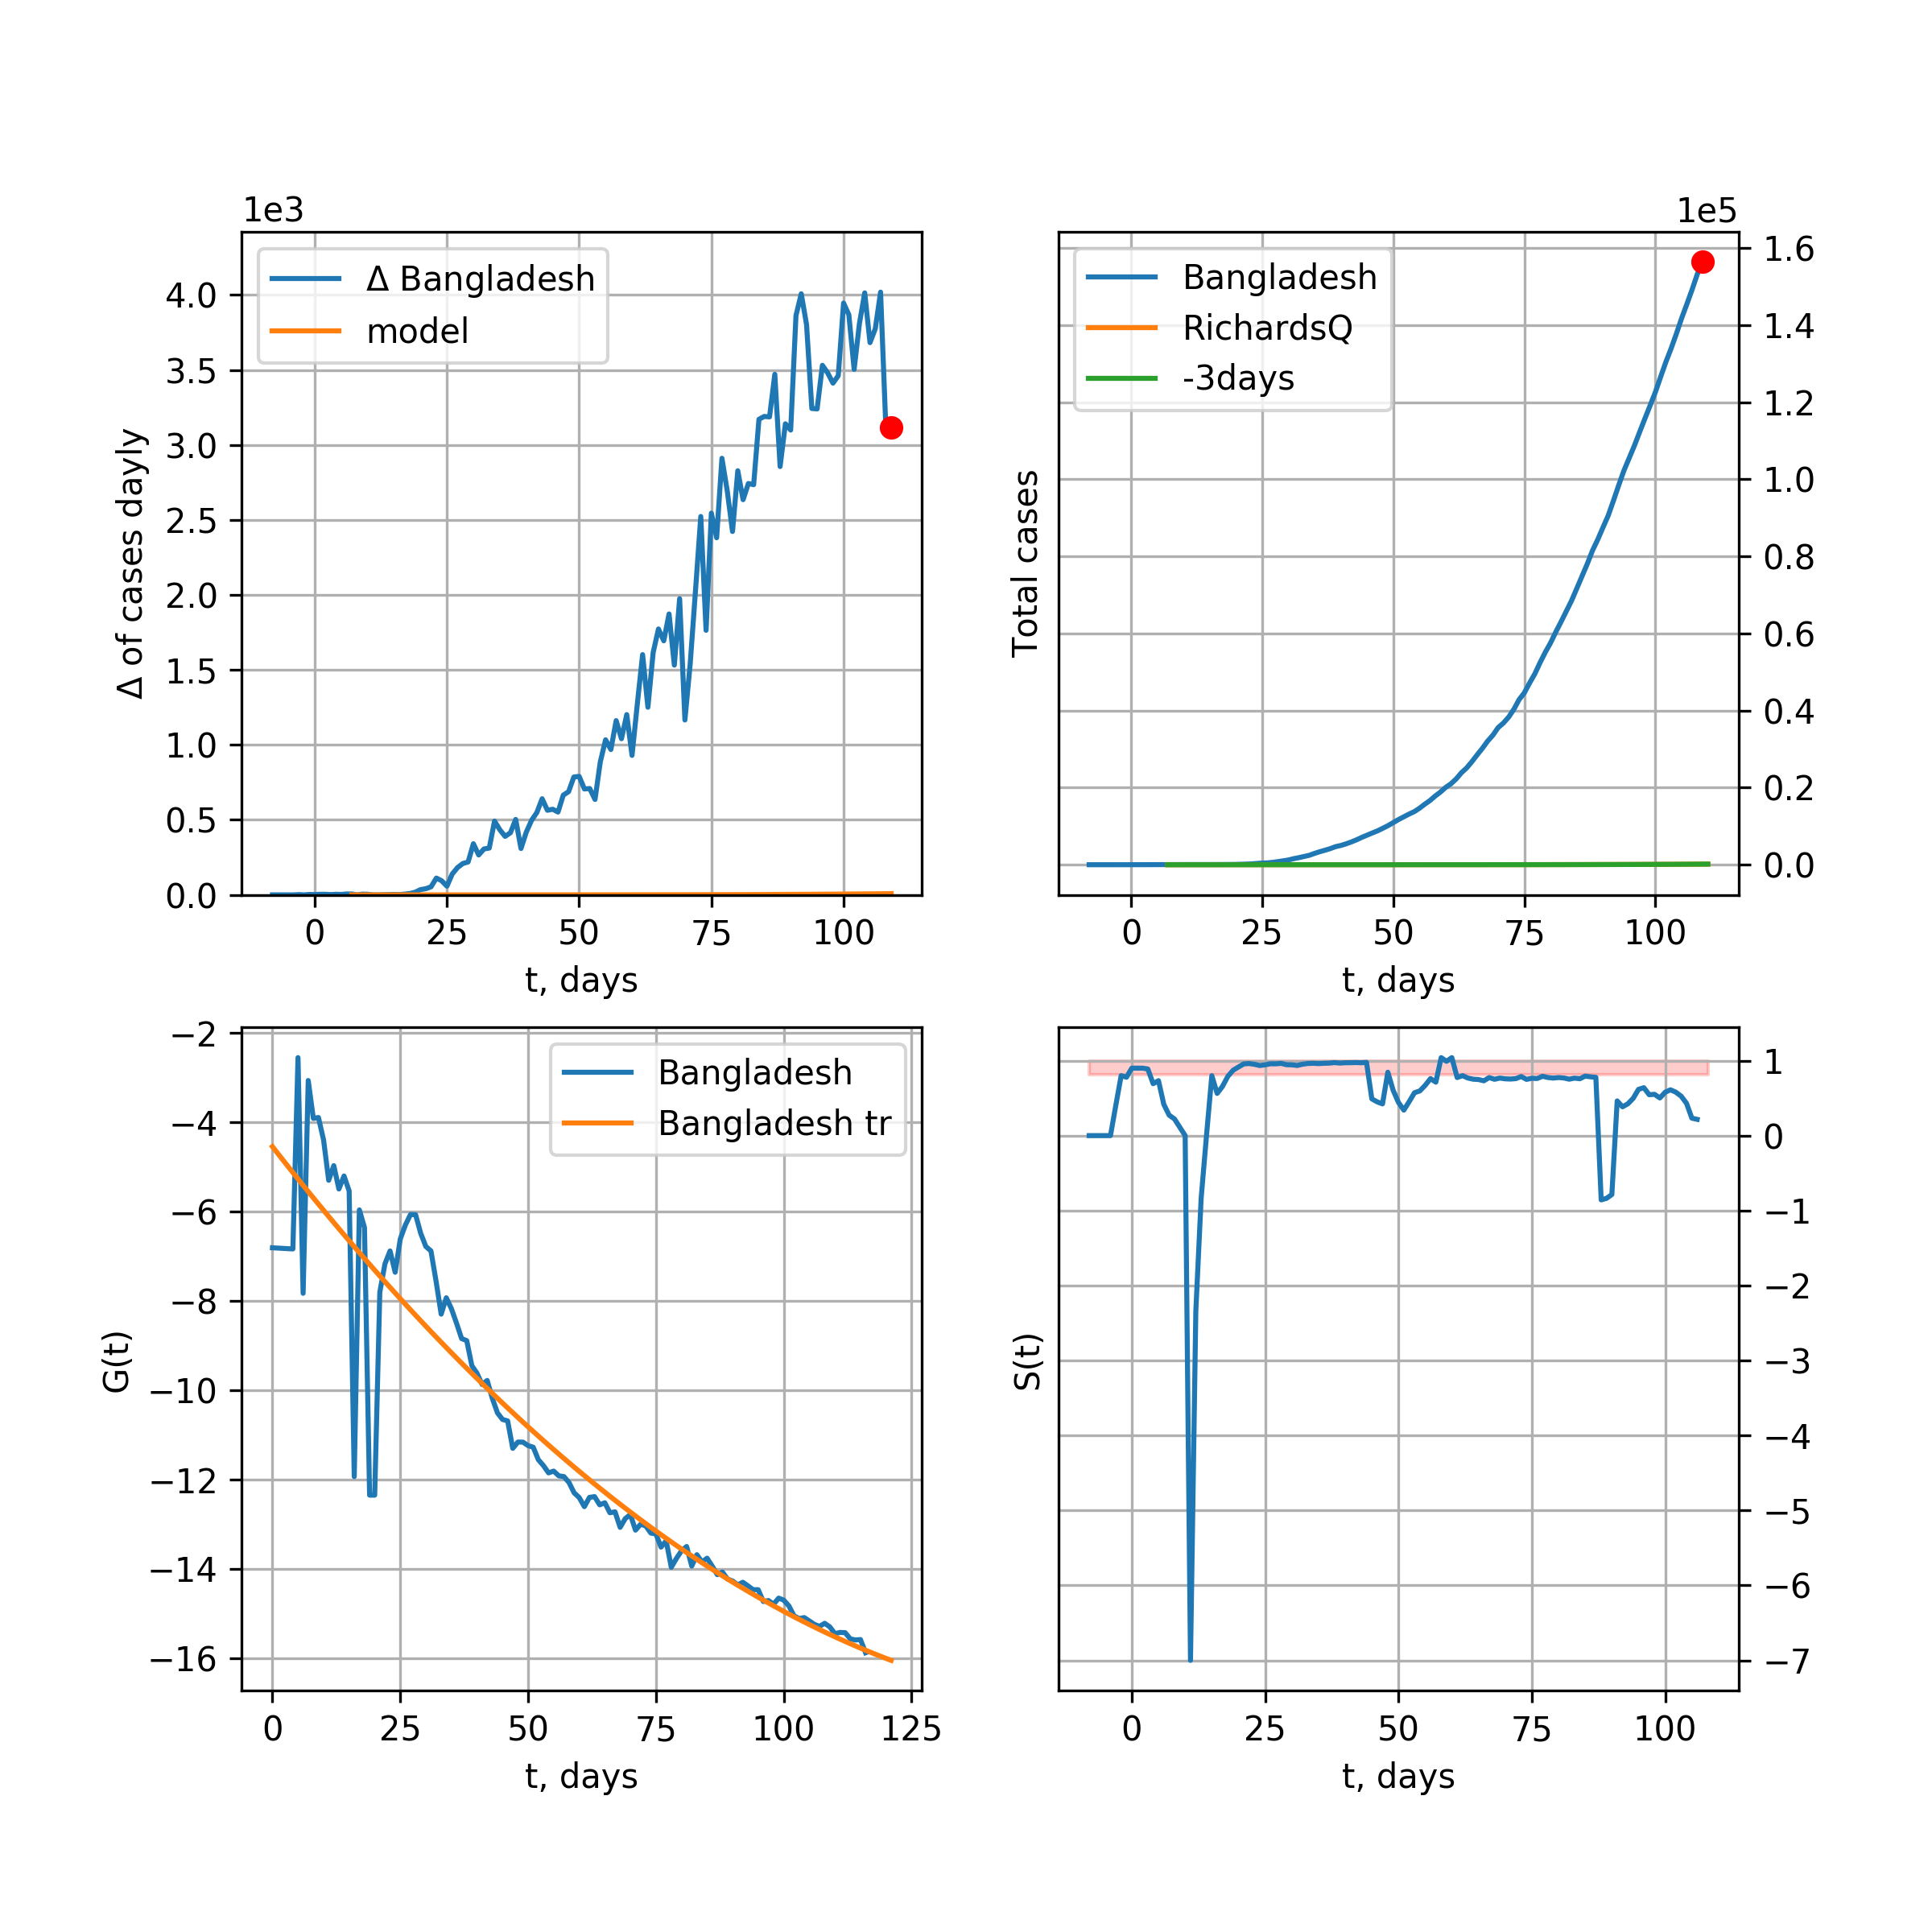 1e3
Δ Bangladesh
model
Δ of cases dayly
4.0
3.5
3.0
2.5
2.0
1.5
1.0
0.5
0.0
0 25 50 75 100
t, days
1e5
Bangladesh
RichardsQ
-3days
Total cases
1.6
1.4
1.2
1.0
0.8
0.6
0.4
0.2
0.0
0 25 50 75 100
t, days
Bangladesh
Bangladesh tr
G(t)
−2
−4
−6
−8
−10
−12
−14
−16
0 25 50 75 100 125
t, days
S(t)
1
0
−1
−2
−3
−4
−5
−6
−7
0 25 50 75 100
t, days